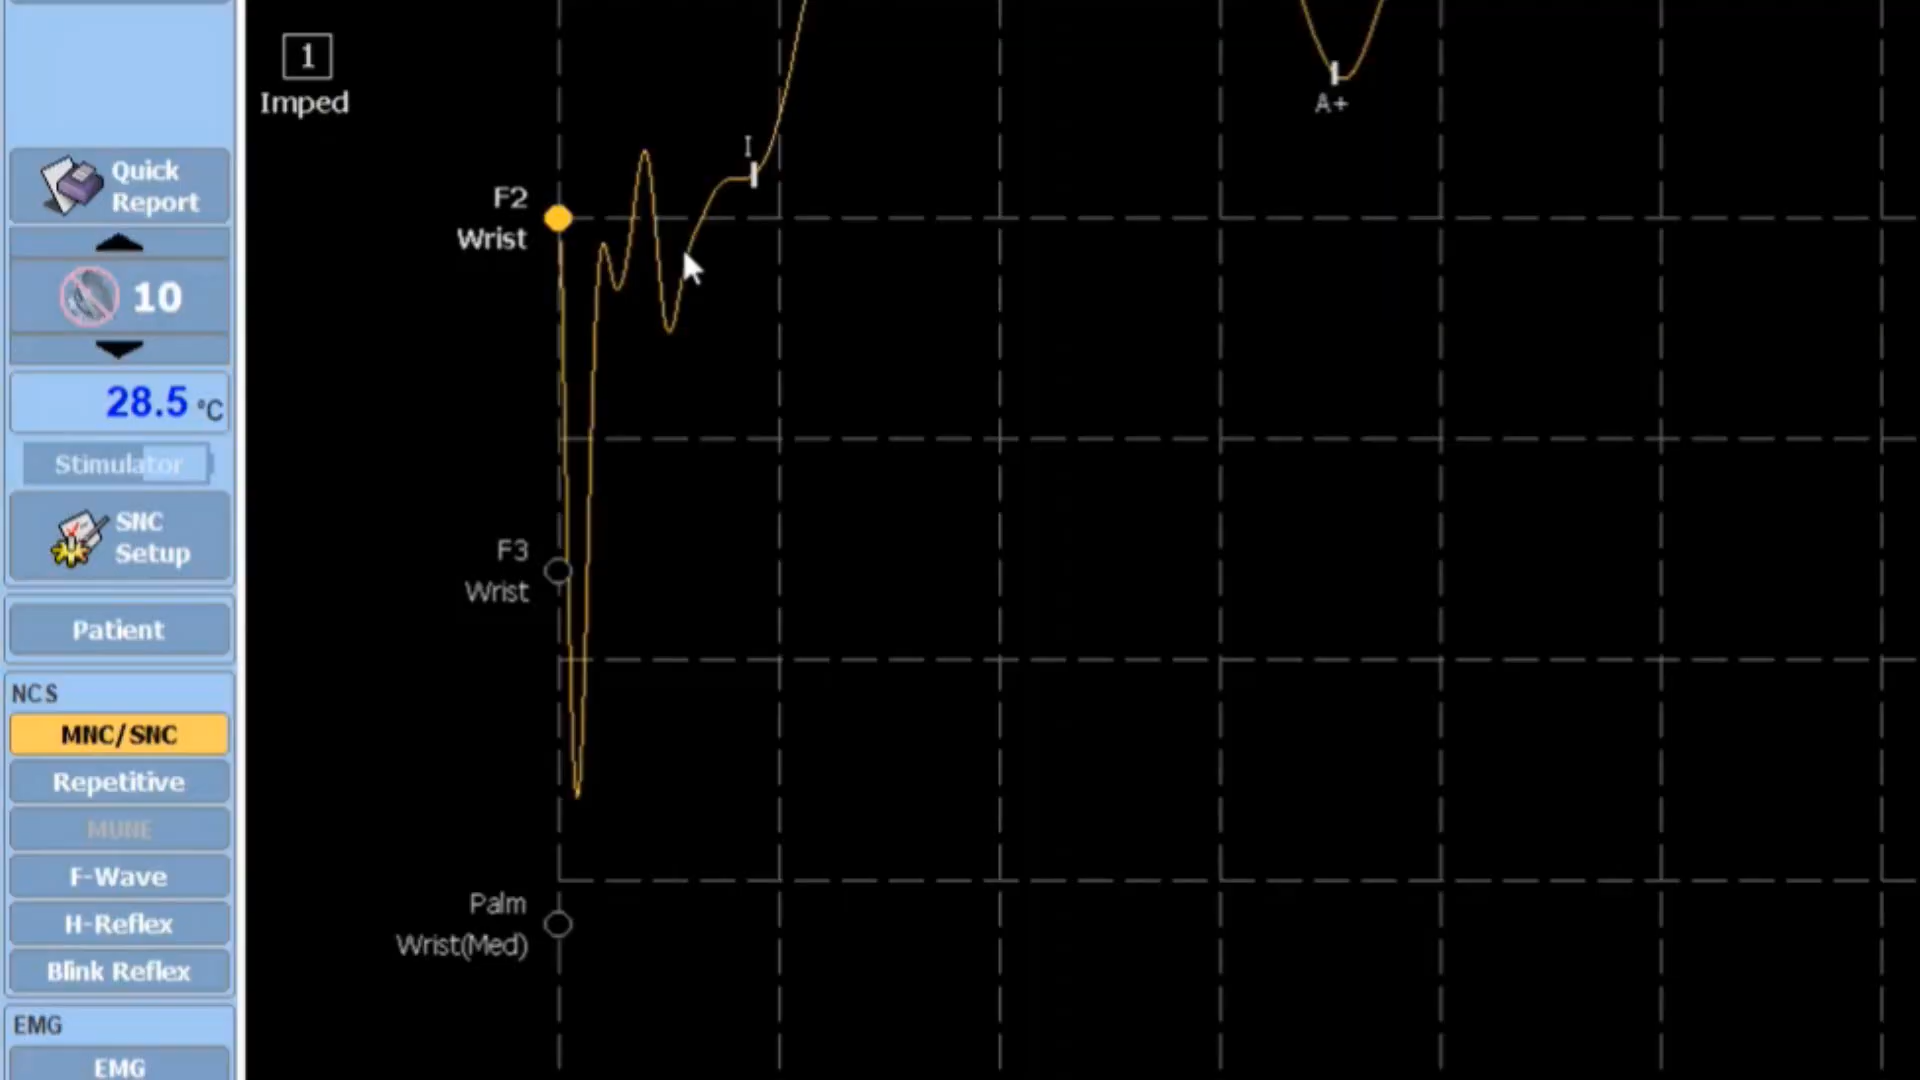 Quick
Report
10
28.5 °C
Stimulator
SNC
Setup
Patient
NCS
MNC/SNC
Repetitive
MUNE
F-Wave
H-Reflex
Blink Reflex
EMG
EMG
1
Imped
I
A+
F2
Wrist
F3
Wrist
Palm
Wrist(Med)